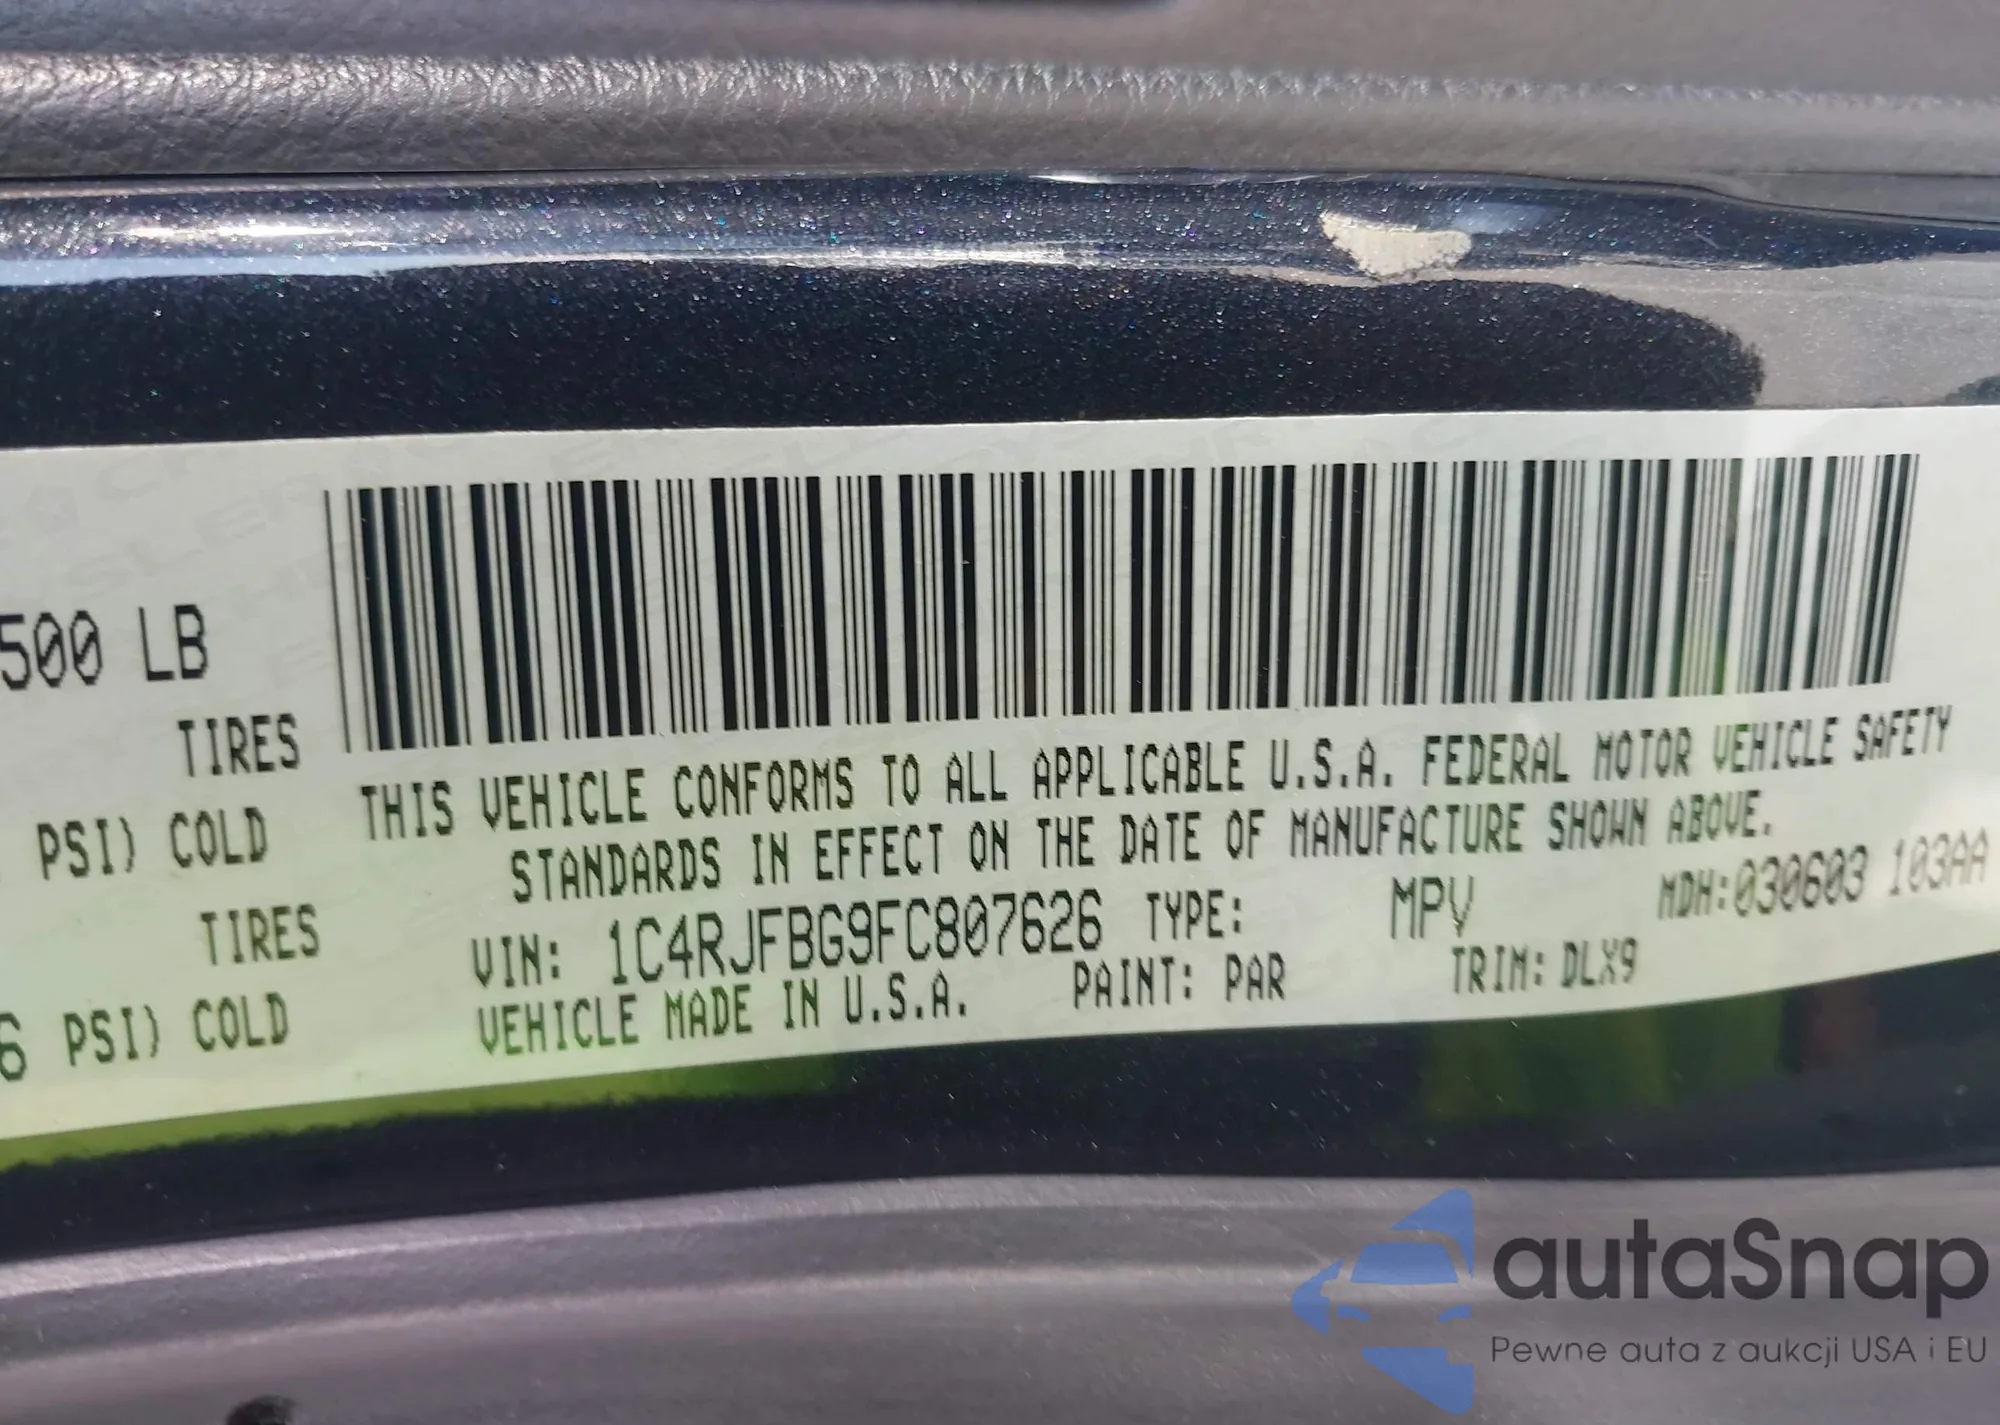 500 LB
TIRES
PSI) COLD
TIRES
6 PSI) COLD
THIS VEHICLE CONFORMS TO ALL APPLICABLE U.S.A. FEDERAL MOTOR VEHICLE SAFETY
STANDARDS IN EFFECT ON THE DATE OF MANUFACTURE SHOWN ABOVE.
MDH:030603 103AA
VIN: 1C4RJFBG9FC807626 TYPE: MPV
VEHICLE MADE IN U.S.A. PAINT: PAR TRIM: DLX9
autaSnap
Pewne auta z aukcji USA i EU